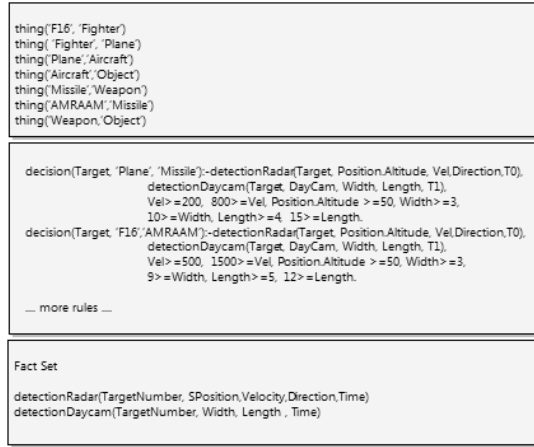 thing('F16', 'Fighter')
thing( 'Fighter', 'Plane')
thing('Plane','Aircraft')
thing('Aircraft','Object')
thing('Missile','Weapon')
thing('AMRAAM','Missile')
thing('Weapon,'Object')
decision(Target, 'Plane', 'Missile'):-detectionRadar(Target, Position.Altitude, Vel,Direction,T0),
detectionDaycam(Target, DayCam, Width, Length, T1),
Vel>=200, 800>=Vel, Position.Altitude >=50, Width>=3,
10>=Width, Length>=4, 15>=Length.
decision(Target, 'F16','AMRAAM'):-detectionRadar(Target, Position.Altitude, Vel,Direction,T0),
detectionDaycam(Target, DayCam, Width, Length, T1),
Vel>=500, 1500>=Vel, Position.Altitude >=50, Width>=3,
9>=Width, Length>=5, 12>=Length.
.... more rules ....
Fact Set
detectionRadar(TargetNumber, SPosition,Velocity,Direction,Time)
detectionDaycam(TargetNumber, Width, Length , Time)